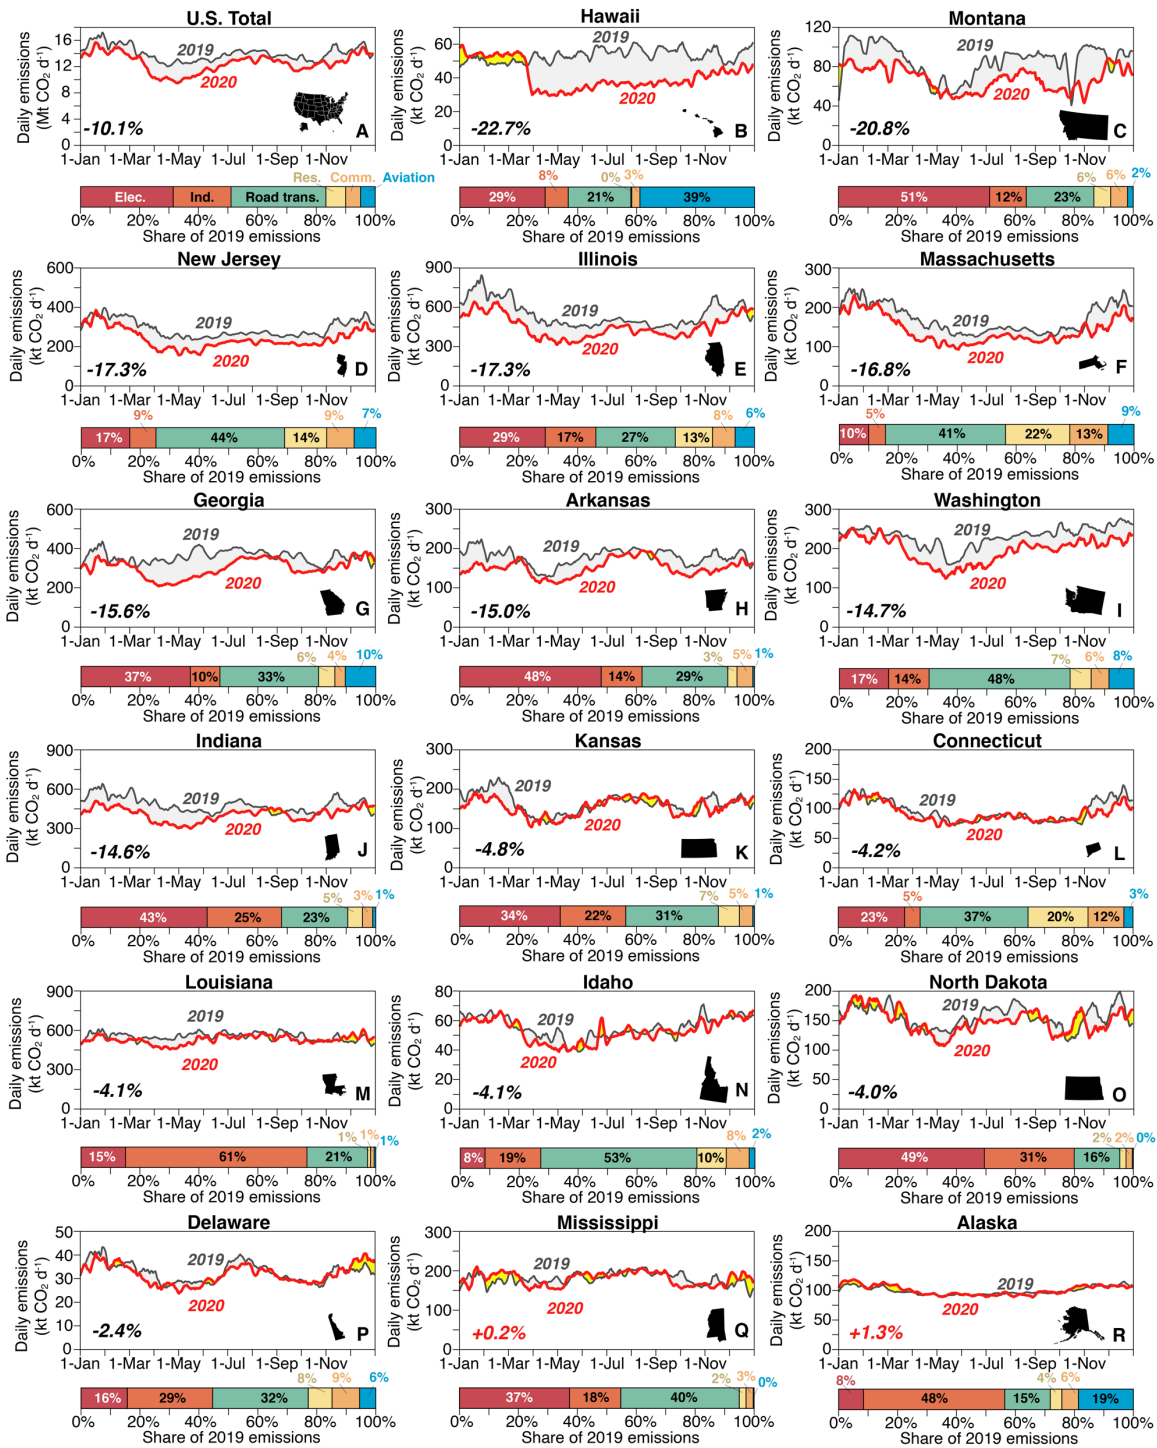 U.S. Total
Daily emissions
(Mt CO₂ d⁻¹)
16
12
8
4
0
2019
2020
-10.1%
A
1-Jan 1-Mar 1-May 1-Jul 1-Sep 1-Nov
Res. Comm. Aviation
Elec. Ind. Road trans.
0% 20% 40% 60% 80% 100%
Share of 2019 emissions
Hawaii
Daily emissions
(kt CO₂ d⁻¹)
60
40
20
0
2019
2020
-22.7%
B
1-Jan 1-Mar 1-May 1-Jul 1-Sep 1-Nov
8% 0% 3%
29% 21% 39%
0% 20% 40% 60% 80% 100%
Share of 2019 emissions
Montana
Daily emissions
(kt CO₂ d⁻¹)
120
80
40
0
2019
2020
-20.8%
C
1-Jan 1-Mar 1-May 1-Jul 1-Sep 1-Nov
6% 6% 2%
51% 12% 23%
0% 20% 40% 60% 80% 100%
Share of 2019 emissions
New Jersey
Daily emissions
(kt CO₂ d⁻¹)
600
400
200
0
2019
2020
-17.3%
D
1-Jan 1-Mar 1-May 1-Jul 1-Sep 1-Nov
9% 9% 7%
17% 44% 14%
0% 20% 40% 60% 80% 100%
Share of 2019 emissions
Illinois
Daily emissions
(kt CO₂ d⁻¹)
900
600
300
0
2019
2020
-17.3%
E
1-Jan 1-Mar 1-May 1-Jul 1-Sep 1-Nov
8% 6%
29% 17% 27% 13%
0% 20% 40% 60% 80% 100%
Share of 2019 emissions
Massachusetts
Daily emissions
(kt CO₂ d⁻¹)
300
200
100
0
2019
2020
-16.8%
F
1-Jan 1-Mar 1-May 1-Jul 1-Sep 1-Nov
5% 9%
10% 41% 22% 13%
0% 20% 40% 60% 80% 100%
Share of 2019 emissions
Georgia
Daily emissions
(kt CO₂ d⁻¹)
600
400
200
0
2019
2020
-15.6%
G
1-Jan 1-Mar 1-May 1-Jul 1-Sep 1-Nov
6% 4% 10%
37% 10% 33%
0% 20% 40% 60% 80% 100%
Share of 2019 emissions
Arkansas
Daily emissions
(kt CO₂ d⁻¹)
300
200
100
0
2019
2020
-15.0%
H
1-Jan 1-Mar 1-May 1-Jul 1-Sep 1-Nov
3% 5% 1%
48% 14% 29%
0% 20% 40% 60% 80% 100%
Share of 2019 emissions
Washington
Daily emissions
(kt CO₂ d⁻¹)
300
200
100
0
2019
2020
-14.7%
I
1-Jan 1-Mar 1-May 1-Jul 1-Sep 1-Nov
7% 6% 8%
17% 14% 48%
0% 20% 40% 60% 80% 100%
Share of 2019 emissions
Indiana
Daily emissions
(kt CO₂ d⁻¹)
900
600
300
0
2019
2020
-14.6%
J
1-Jan 1-Mar 1-May 1-Jul 1-Sep 1-Nov
5% 3% 1%
43% 25% 23%
0% 20% 40% 60% 80% 100%
Share of 2019 emissions
Kansas
Daily emissions
(kt CO₂ d⁻¹)
300
200
100
0
2019
2020
-4.8%
K
1-Jan 1-Mar 1-May 1-Jul 1-Sep 1-Nov
7% 5% 1%
34% 22% 31%
0% 20% 40% 60% 80% 100%
Share of 2019 emissions
Connecticut
Daily emissions
(kt CO₂ d⁻¹)
200
150
100
50
0
2019
2020
-4.2%
L
1-Jan 1-Mar 1-May 1-Jul 1-Sep 1-Nov
5% 3%
23% 37% 20% 12%
0% 20% 40% 60% 80% 100%
Share of 2019 emissions
Louisiana
Daily emissions
(kt CO₂ d⁻¹)
900
600
300
0
2019
2020
-4.1%
M
1-Jan 1-Mar 1-May 1-Jul 1-Sep 1-Nov
1% 1% 1%
15% 61% 21%
0% 20% 40% 60% 80% 100%
Share of 2019 emissions
Idaho
Daily emissions
(kt CO₂ d⁻¹)
80
60
40
20
0
2019
2020
-4.1%
N
1-Jan 1-Mar 1-May 1-Jul 1-Sep 1-Nov
8% 2%
8% 19% 53% 10%
0% 20% 40% 60% 80% 100%
Share of 2019 emissions
North Dakota
Daily emissions
(kt CO₂ d⁻¹)
200
150
100
50
0
2019
2020
-4.0%
O
1-Jan 1-Mar 1-May 1-Jul 1-Sep 1-Nov
2% 2% 0%
49% 31% 16%
0% 20% 40% 60% 80% 100%
Share of 2019 emissions
Delaware
Daily emissions
(kt CO₂ d⁻¹)
50
40
30
20
10
0
2019
2020
-2.4%
P
1-Jan 1-Mar 1-May 1-Jul 1-Sep 1-Nov
8% 9% 6%
16% 29% 32%
0% 20% 40% 60% 80% 100%
Share of 2019 emissions
Mississippi
Daily emissions
(kt CO₂ d⁻¹)
300
200
100
0
2019
2020
+0.2%
Q
1-Jan 1-Mar 1-May 1-Jul 1-Sep 1-Nov
2% 3% 0%
37% 18% 40%
0% 20% 40% 60% 80% 100%
Share of 2019 emissions
Alaska
Daily emissions
(kt CO₂ d⁻¹)
200
150
100
50
0
2019
2020
+1.3%
R
1-Jan 1-Mar 1-May 1-Jul 1-Sep 1-Nov
8% 4% 6%
48% 15% 19%
0% 20% 40% 60% 80% 100%
Share of 2019 emissions